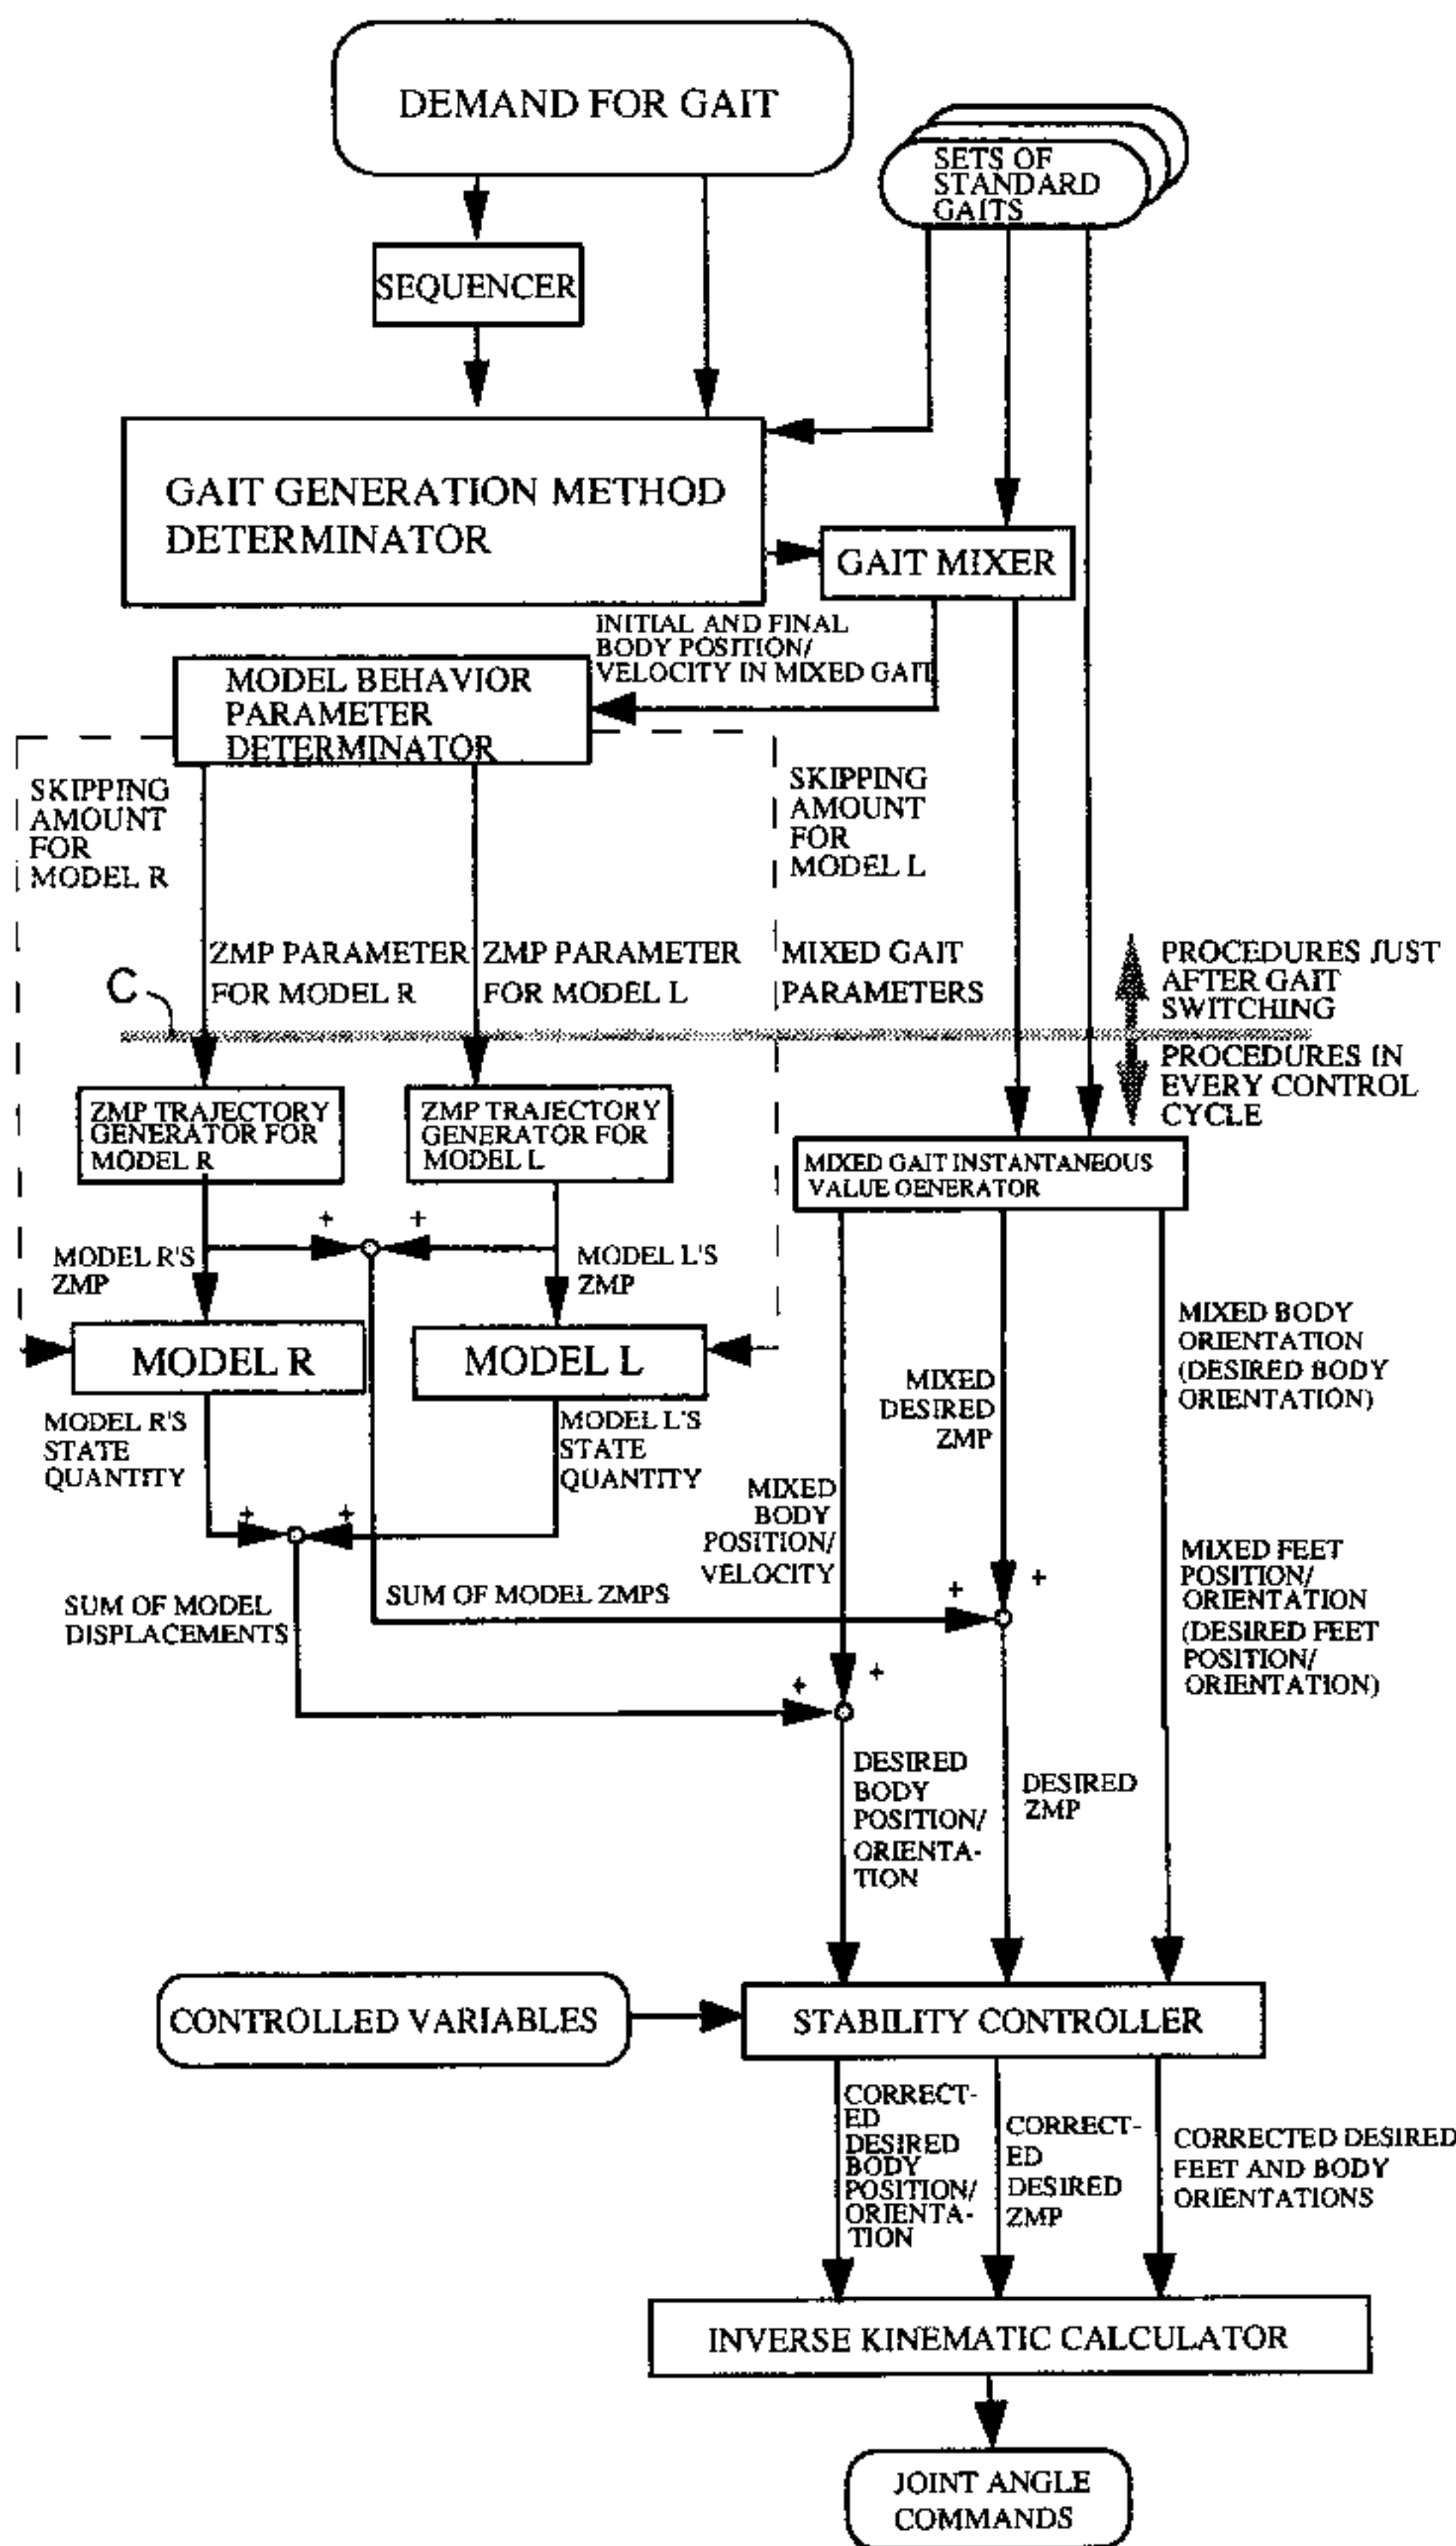 DEMAND FOR GAIT
SETS OF
STANDARD
GAITS
SEQUENCER
GAIT GENERATION METHOD
DETERMINATOR
GAIT MIXER
INITIAL AND FINAL
BODY POSITION/
VELOCITY IN MIXED GAIT
MODEL BEHAVIOR
PARAMETER
DETERMINATOR
SKIPPING
AMOUNT
FOR
MODEL R
SKIPPING
AMOUNT
FOR
MODEL L
ZMP PARAMETER
FOR MODEL R
ZMP PARAMETER
FOR MODEL L
MIXED GAIT
PARAMETERS
PROCEDURES JUST
AFTER GAIT
SWITCHING
C
PROCEDURES IN
EVERY CONTROL
CYCLE
ZMP TRAJECTORY
GENERATOR FOR
MODEL R
ZMP TRAJECTORY
GENERATOR FOR
MODEL L
MIXED GAIT INSTANTANEOUS
VALUE GENERATOR
+ +
MODEL R'S
ZMP
MODEL L'S
ZMP
MODEL R
MODEL L
MIXED BODY
ORIENTATION
(DESIRED BODY
ORIENTATION)
MIXED
DESIRED
ZMP
MODEL R'S
STATE
QUANTITY
MODEL L'S
STATE
QUANTITY
MIXED
BODY
POSITION/
VELOCITY
+ +
MIXED FEET
POSITION/
ORIENTATION
(DESIRED FEET
POSITION/
ORIENTATION)
SUM OF MODEL
DISPLACEMENTS
SUM OF MODEL ZMPS
+ +
+ +
DESIRED
BODY
POSITION/
ORIENTA-
TION
DESIRED
ZMP
CONTROLLED VARIABLES
STABILITY CONTROLLER
CORRECT-
ED
DESIRED
BODY
POSITION/
ORIENTA-
TION
CORRECT-
ED
DESIRED
ZMP
CORRECTED DESIRED
FEET AND BODY
ORIENTATIONS
INVERSE KINEMATIC CALCULATOR
JOINT ANGLE
COMMANDS